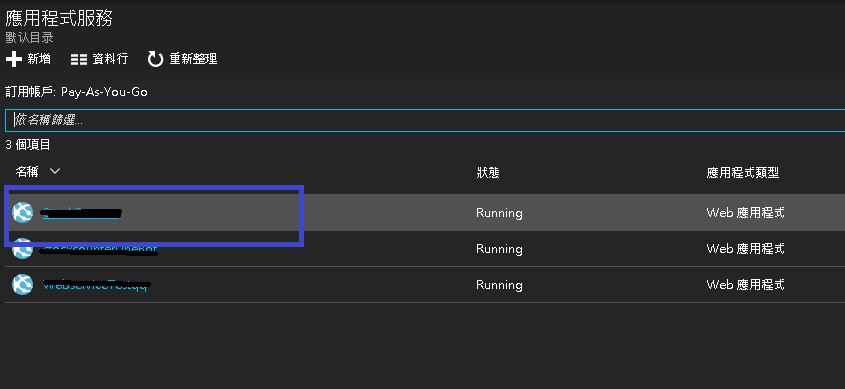 應用程式服務
默认目录
新增 資料行 重新整理
訂用帳戶: Pay-As-You-Go
依名稱篩選...
3 個項目
名稱 狀態 應用程式類型
Running Web 應用程式
Running Web 應用程式
Running Web 應用程式